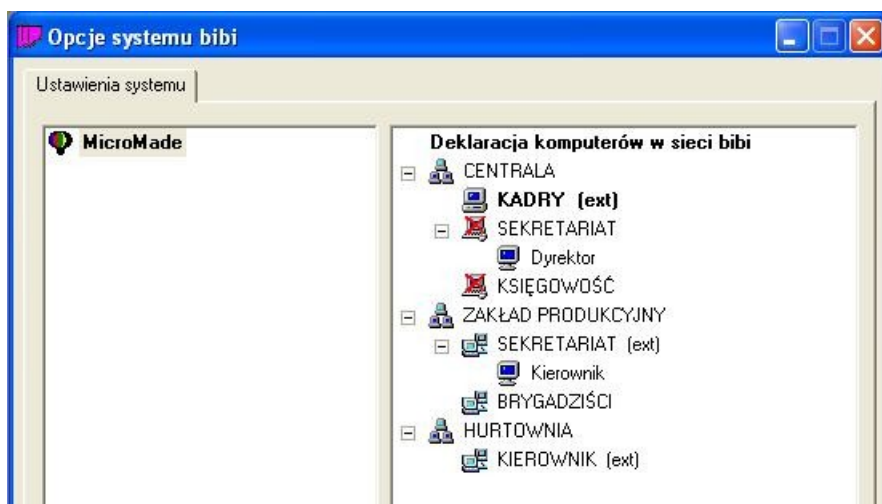 Opcje systemu bibi
Ustawienia systemu
MicroMade
Deklaracja komputerów w sieci bibi
CENTRALA
KADRY (ext)
SEKRETARIAT
Dyrektor
KSIĘGOWOŚĆ
ZAKŁAD PRODUKCYJNY
SEKRETARIAT (ext)
Kierownik
BRYGADZIŚCI
HURTOWNIA
KIEROWNIK (ext)